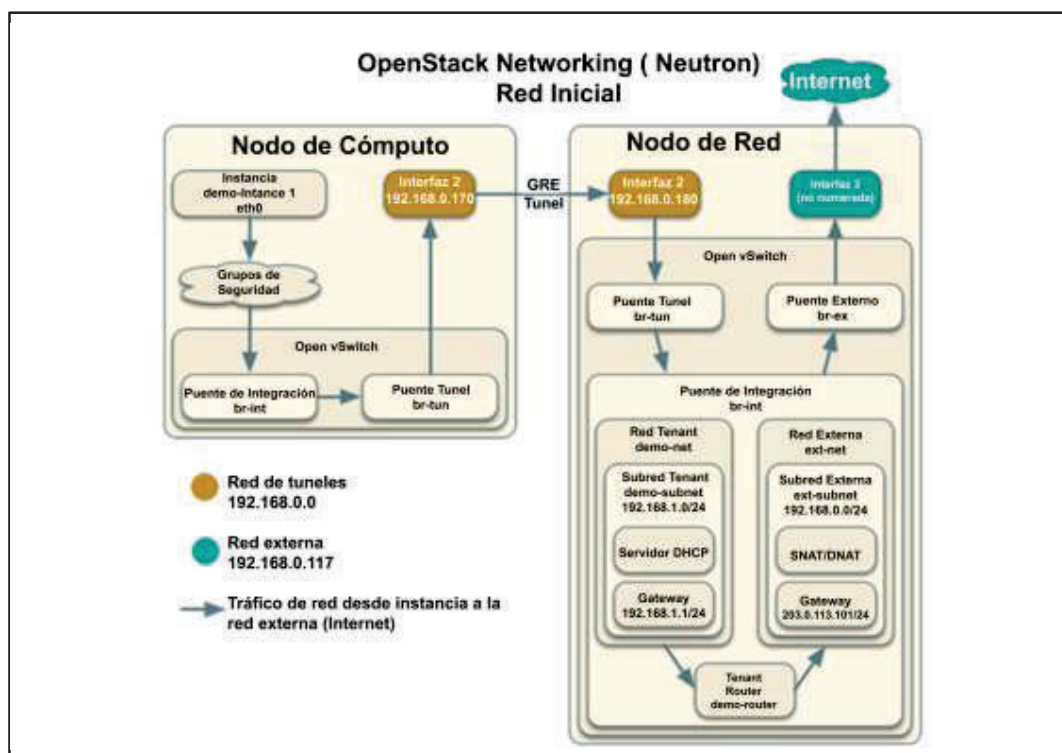 OpenStack Networking ( Neutron)
Red Inicial
Internet
Nodo de Cómputo
Instancia
demo-Intance 1
eth0
Grupos de
Seguridad
Interfaz 2
192.168.0.170
Open vSwitch
Puente de Integración
br-int
Puente Tunel
br-tun
GRE
Tunel
Nodo de Red
Interfaz 2
192.168.0.180
Interfaz 3
(no numerada)
Open vSwitch
Puente Tunel
br-tun
Puente Externo
br-ex
Puente de Integración
br-int
Red Tenant
demo-net
Subred Tenant
demo-subnet
192.168.1.0/24
Servidor DHCP
Gateway
192.168.1.1/24
Red Externa
ext-net
Subred Externa
ext-subnet
192.168.0.0/24
SNAT/DNAT
Gateway
203.0.113.101/24
Tenant
Router
demo-router
Red de tuneles
192.168.0.0
Red externa
192.168.0.117
Tráfico de red desde instancia a la
red externa (Internet)